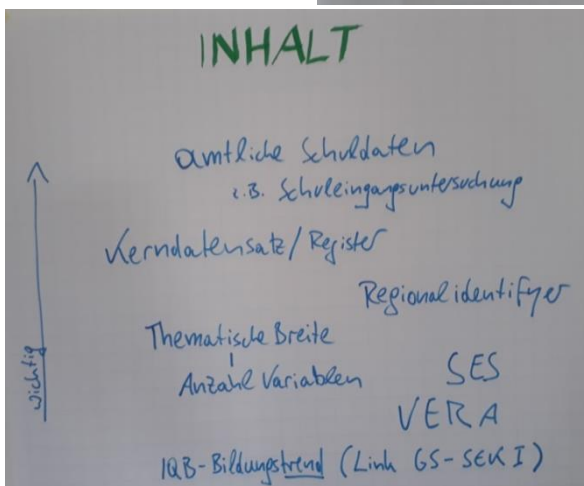 INHALT
amtliche Schuldaten
z.B. Schuleingangsuntersuchung
Kerndatensatz/Register
Regionalidentifyer
Thematische Breite
Anzahl Variablen
SES
VERA
IQB-Bildungstrend (Link GS-SEK I)
wichtig